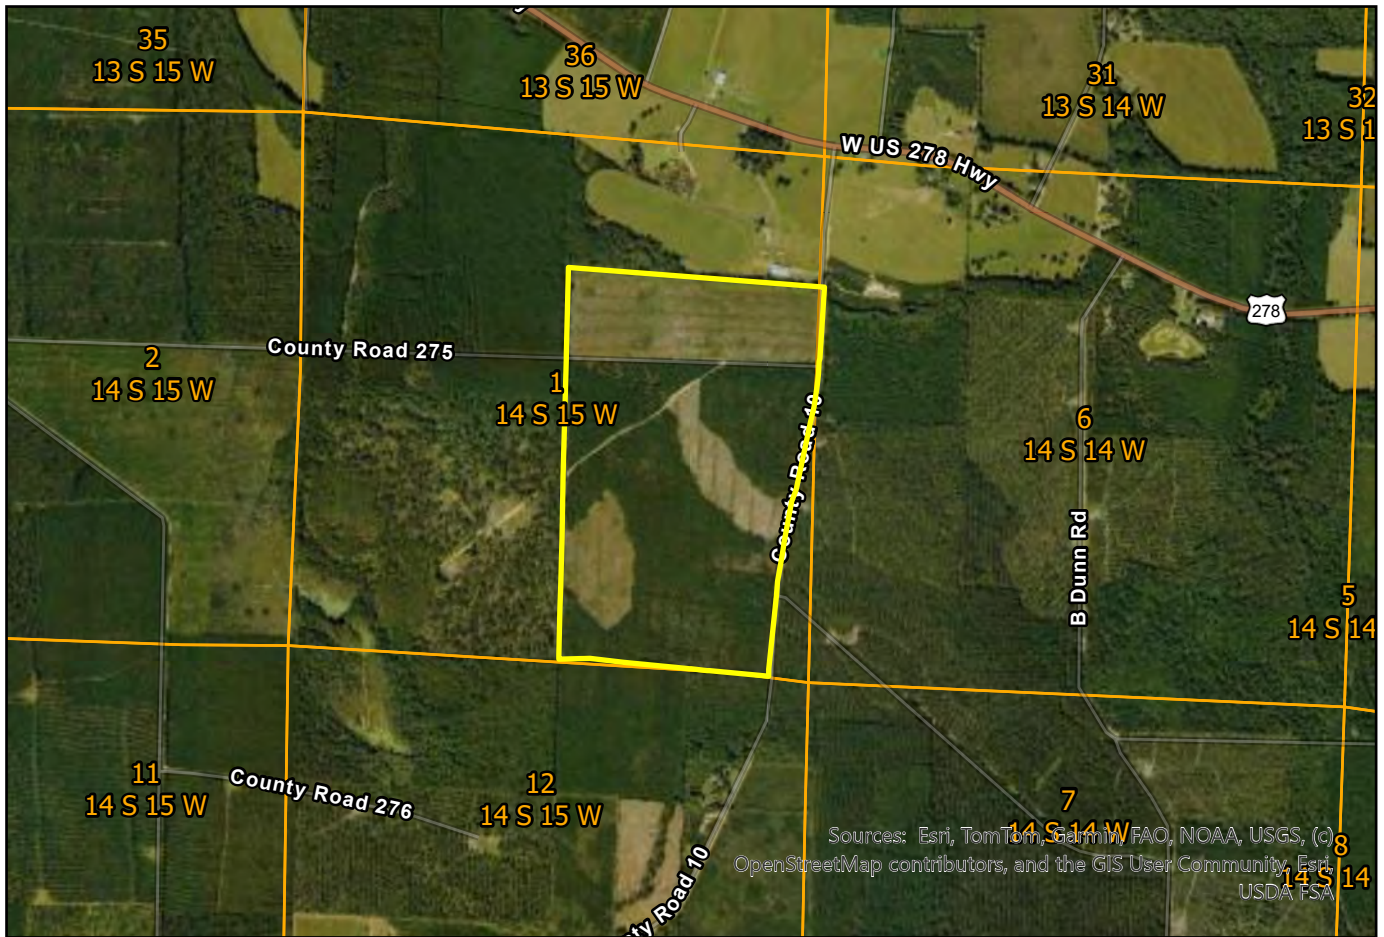 35
13 S 15 W
36
13 S 15 W
31
13 S 14 W
32
13 S 1
W US 278 Hwy
278
County Road 275
2
14 S 15 W
1
14 S 15 W
County Road 10
6
14 S 14 W
B Dunn Rd
5
14 S 14
11
14 S 15 W
County Road 276
12
14 S 15 W
7
14 S 14 W
8
14 S 14
nty Road 10
Sources: Esri, TomTom, Garmin, FAO, NOAA, USGS, (c)
OpenStreetMap contributors, and the GIS User Community, Esri,
USDA FSA